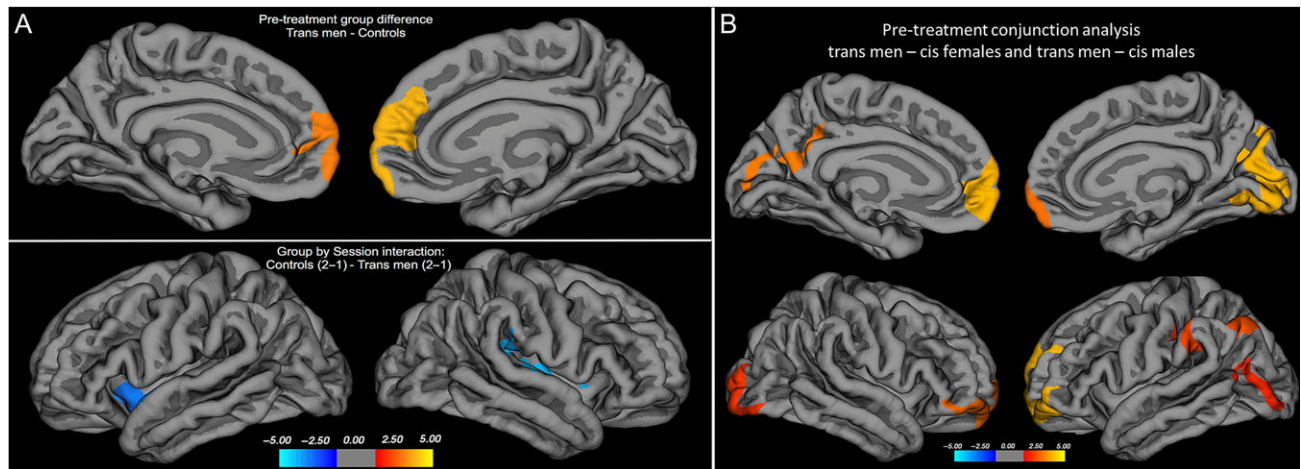 A
Pre-treatment group difference
Trans men - Controls
Group by Session interaction:
Controls (2–1) - Trans men (2–1)
–5.00 –2.50 0.00 2.50 5.00
B
Pre-treatment conjunction analysis
trans men – cis females and trans men – cis males
–5.00 –2.50 0.00 2.50 5.00